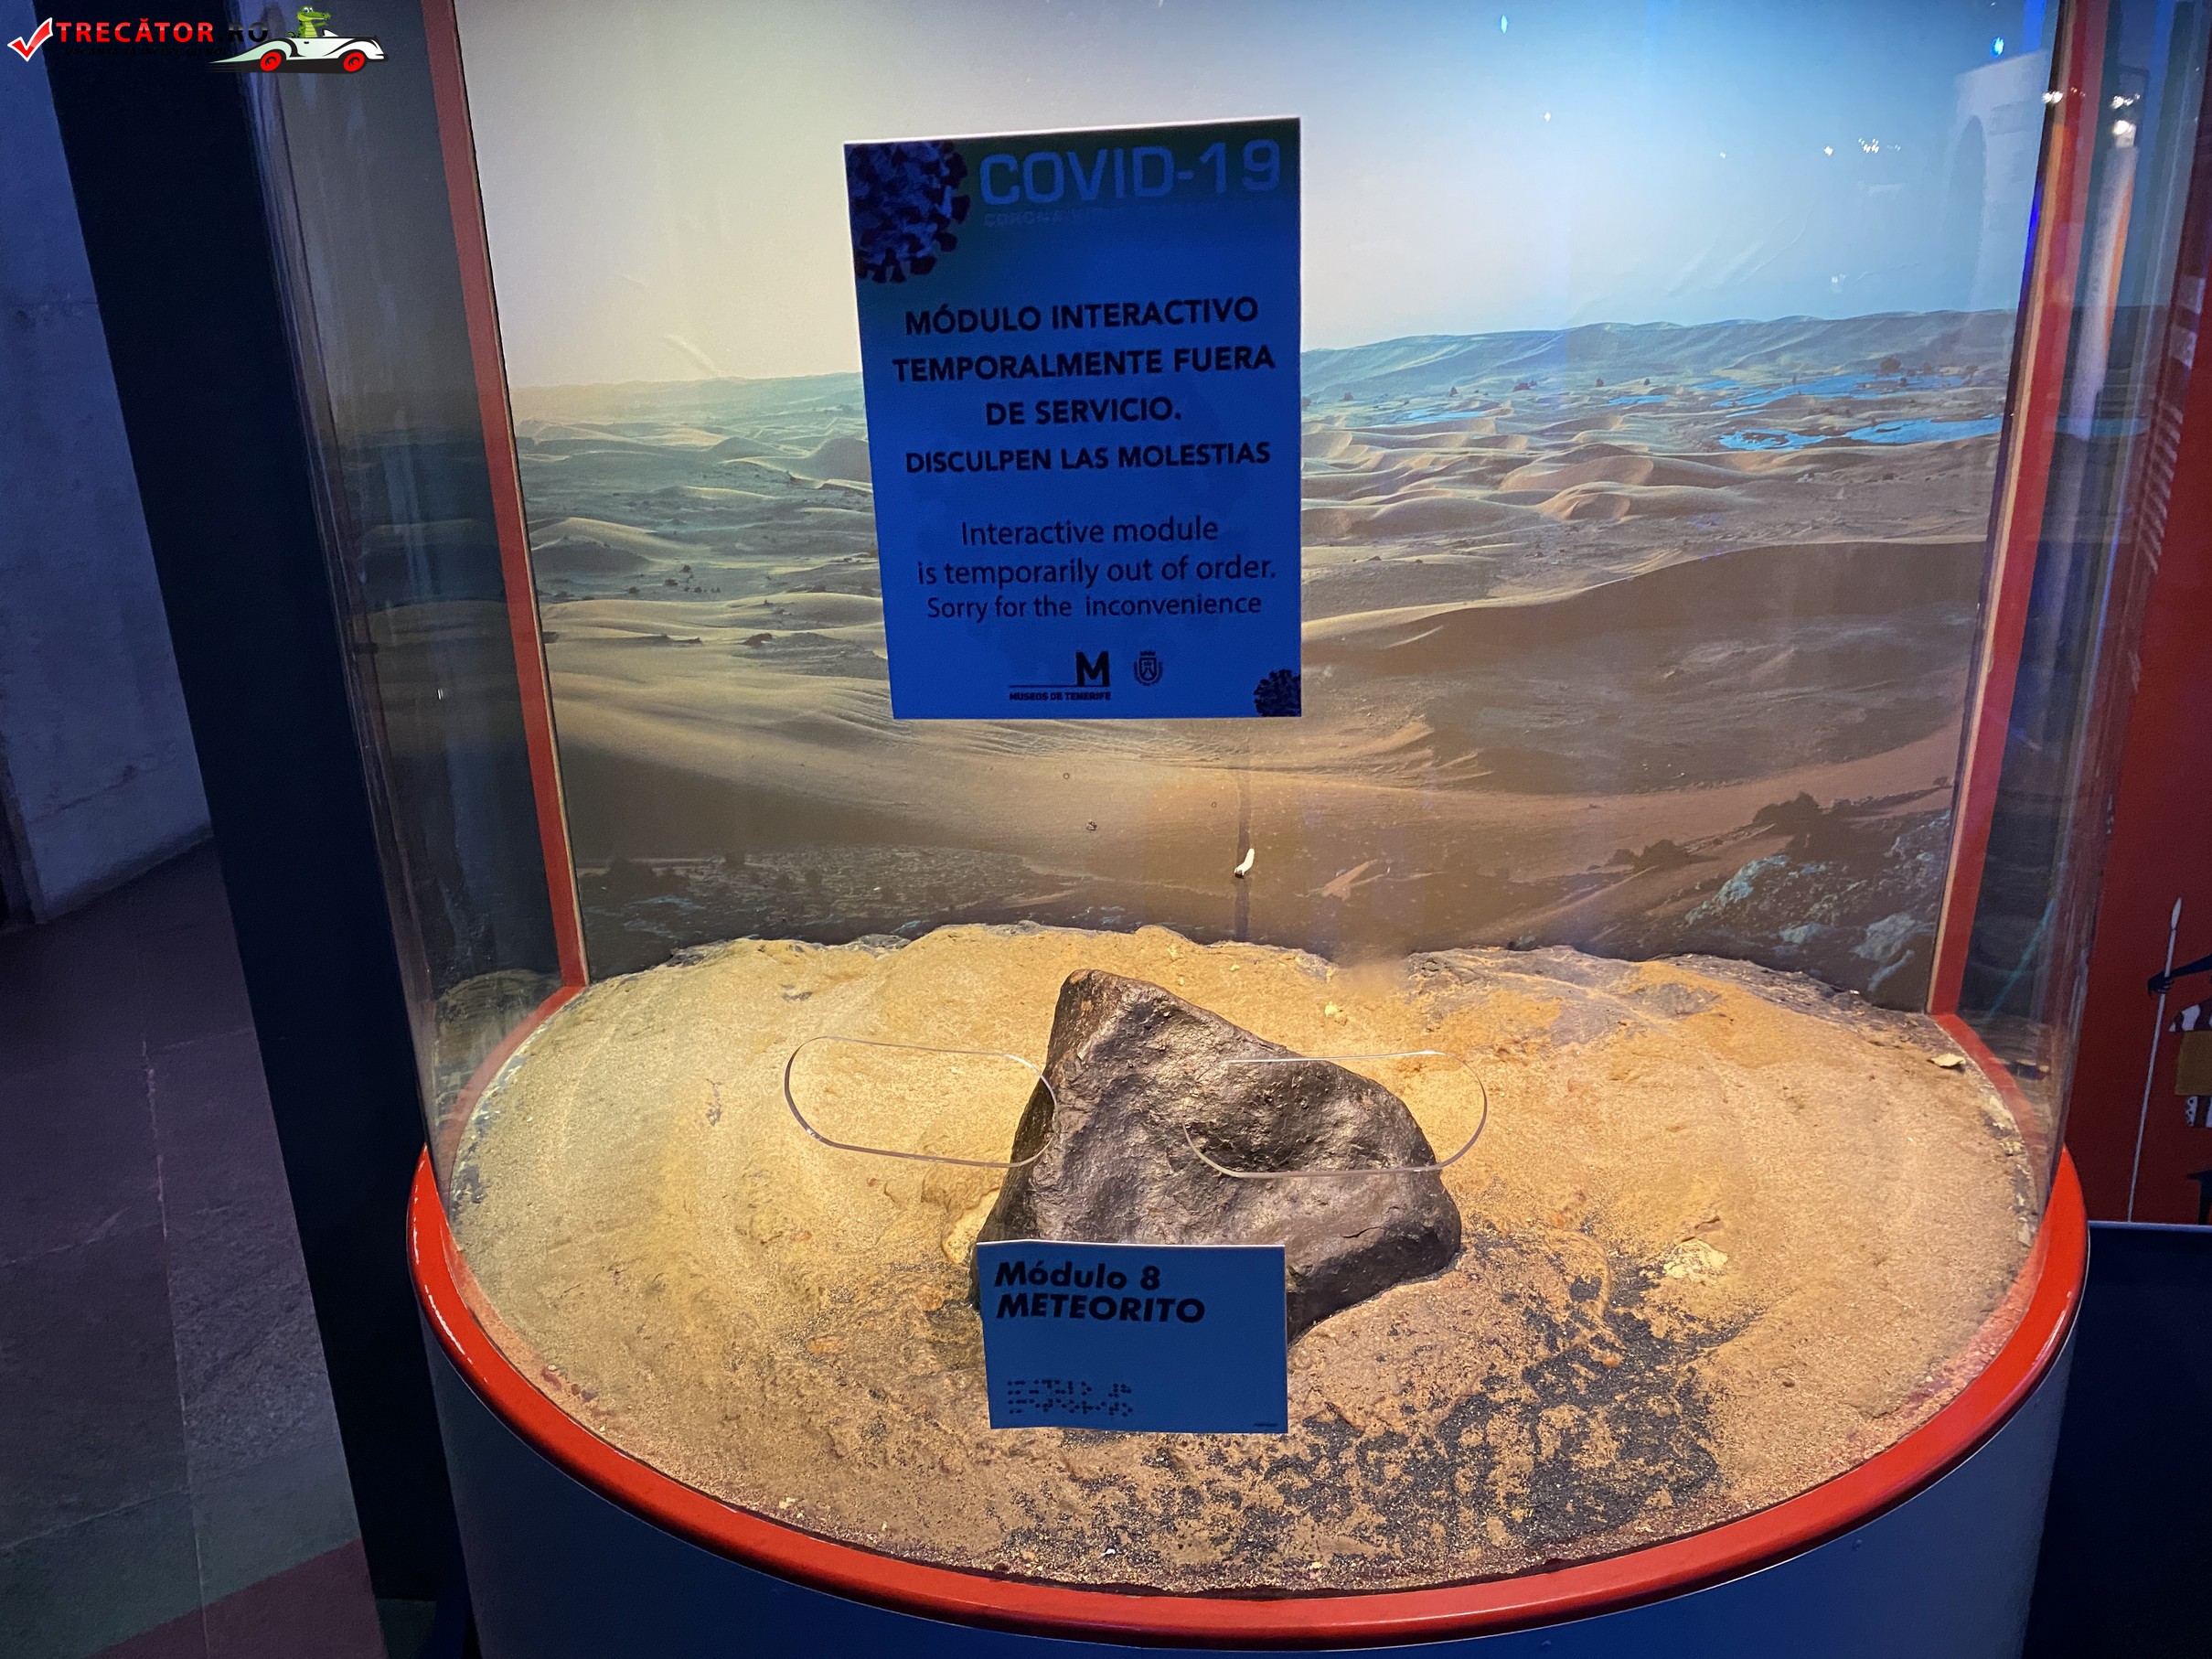 TRECĂTOR RO
COVID-19
MÓDULO INTERACTIVO
TEMPORALMENTE FUERA
DE SERVICIO.
DISCULPEN LAS MOLESTIAS
Interactive module
is temporarily out of order.
Sorry for the inconvenience
M
MUSEOS DE TENERIFE
Módulo 8
METEORITO